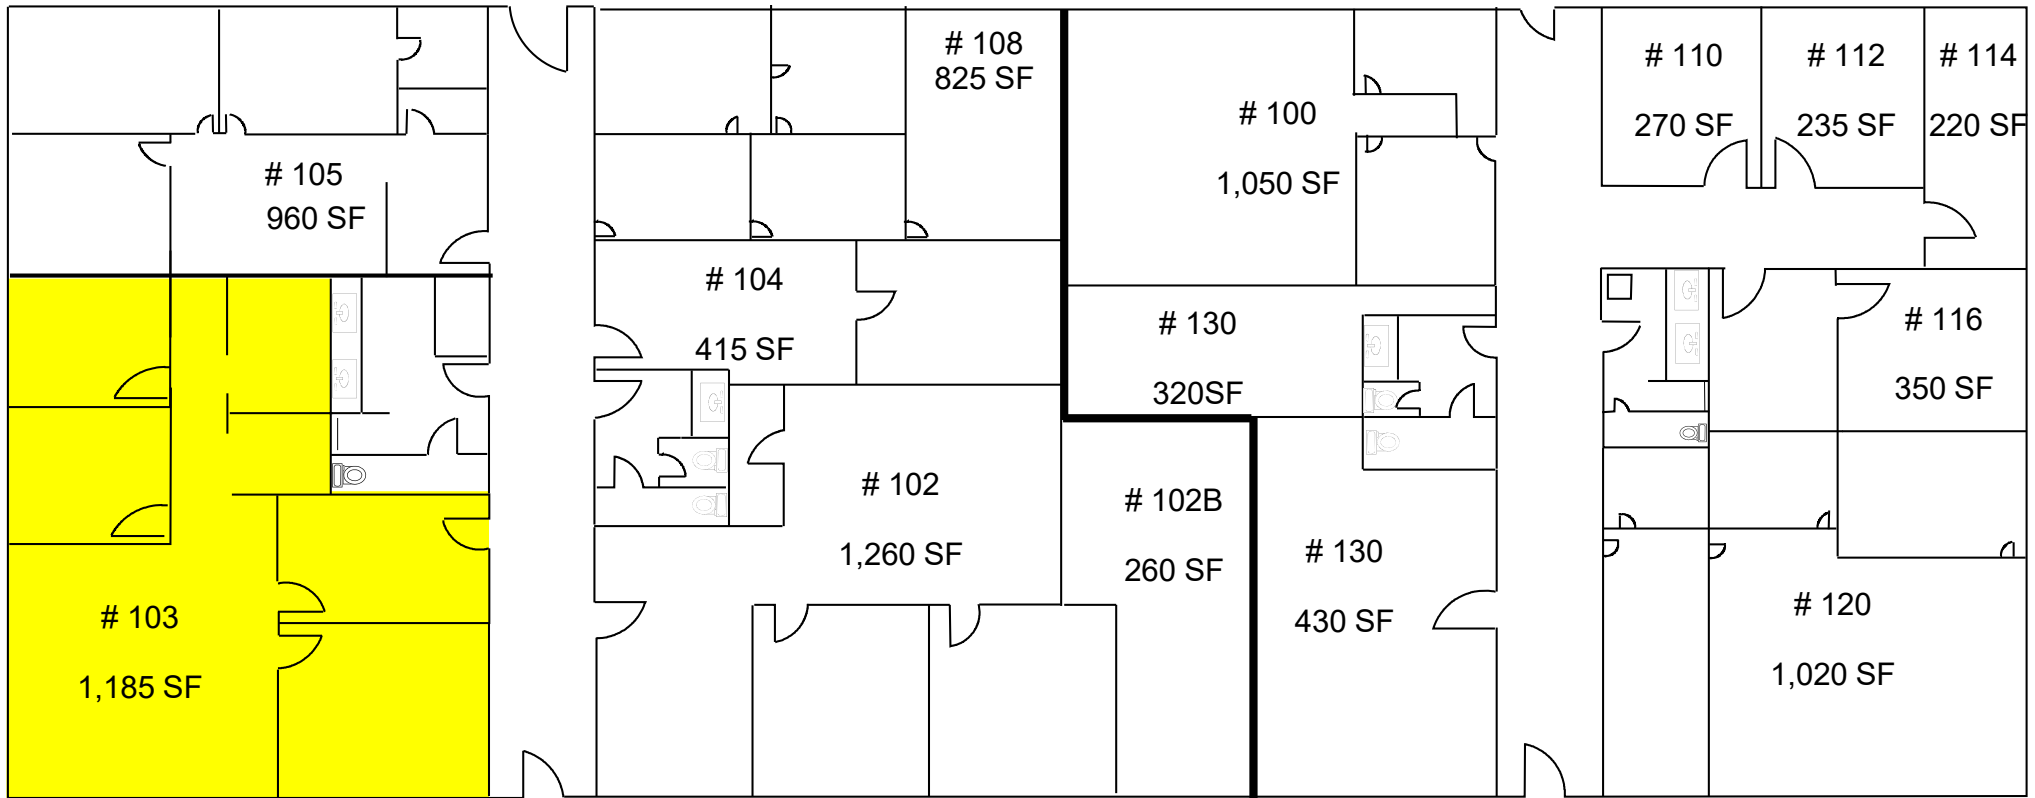 # 105
960 SF
# 103
1,185 SF
# 108
825 SF
# 104
415 SF
# 102
1,260 SF
# 102B
260 SF
# 100
1,050 SF
# 130
320SF
# 130
430 SF
# 110
270 SF
# 112
235 SF
# 114
220 SF
# 116
350 SF
# 120
1,020 SF